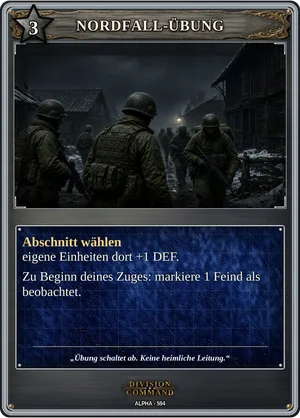 3
NORDFALL-ÜBUNG
Abschnitt wählen
eigene Einheiten dort +1 DEF.
Zu Beginn deines Zuges: markiere 1 Feind als
beobachtet.
„Übung schaltet ab. Keine heimliche Leitung.“
DIVISION
COMMAND
ALPHA - 594